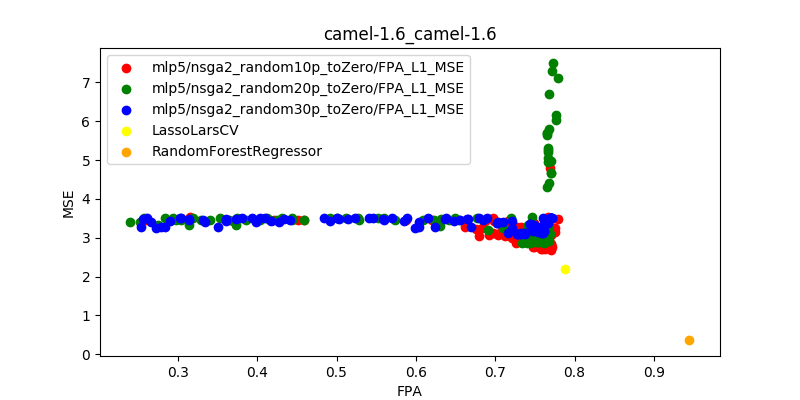 camel-1.6_camel-1.6
mlp5/nsga2_random10p_toZero/FPA_L1_MSE
mlp5/nsga2_random20p_toZero/FPA_L1_MSE
mlp5/nsga2_random30p_toZero/FPA_L1_MSE
LassoLarsCV
RandomForestRegressor
MSE
7
6
5
4
3
2
1
0
0.3 0.4 0.5 0.6 0.7 0.8 0.9
FPA